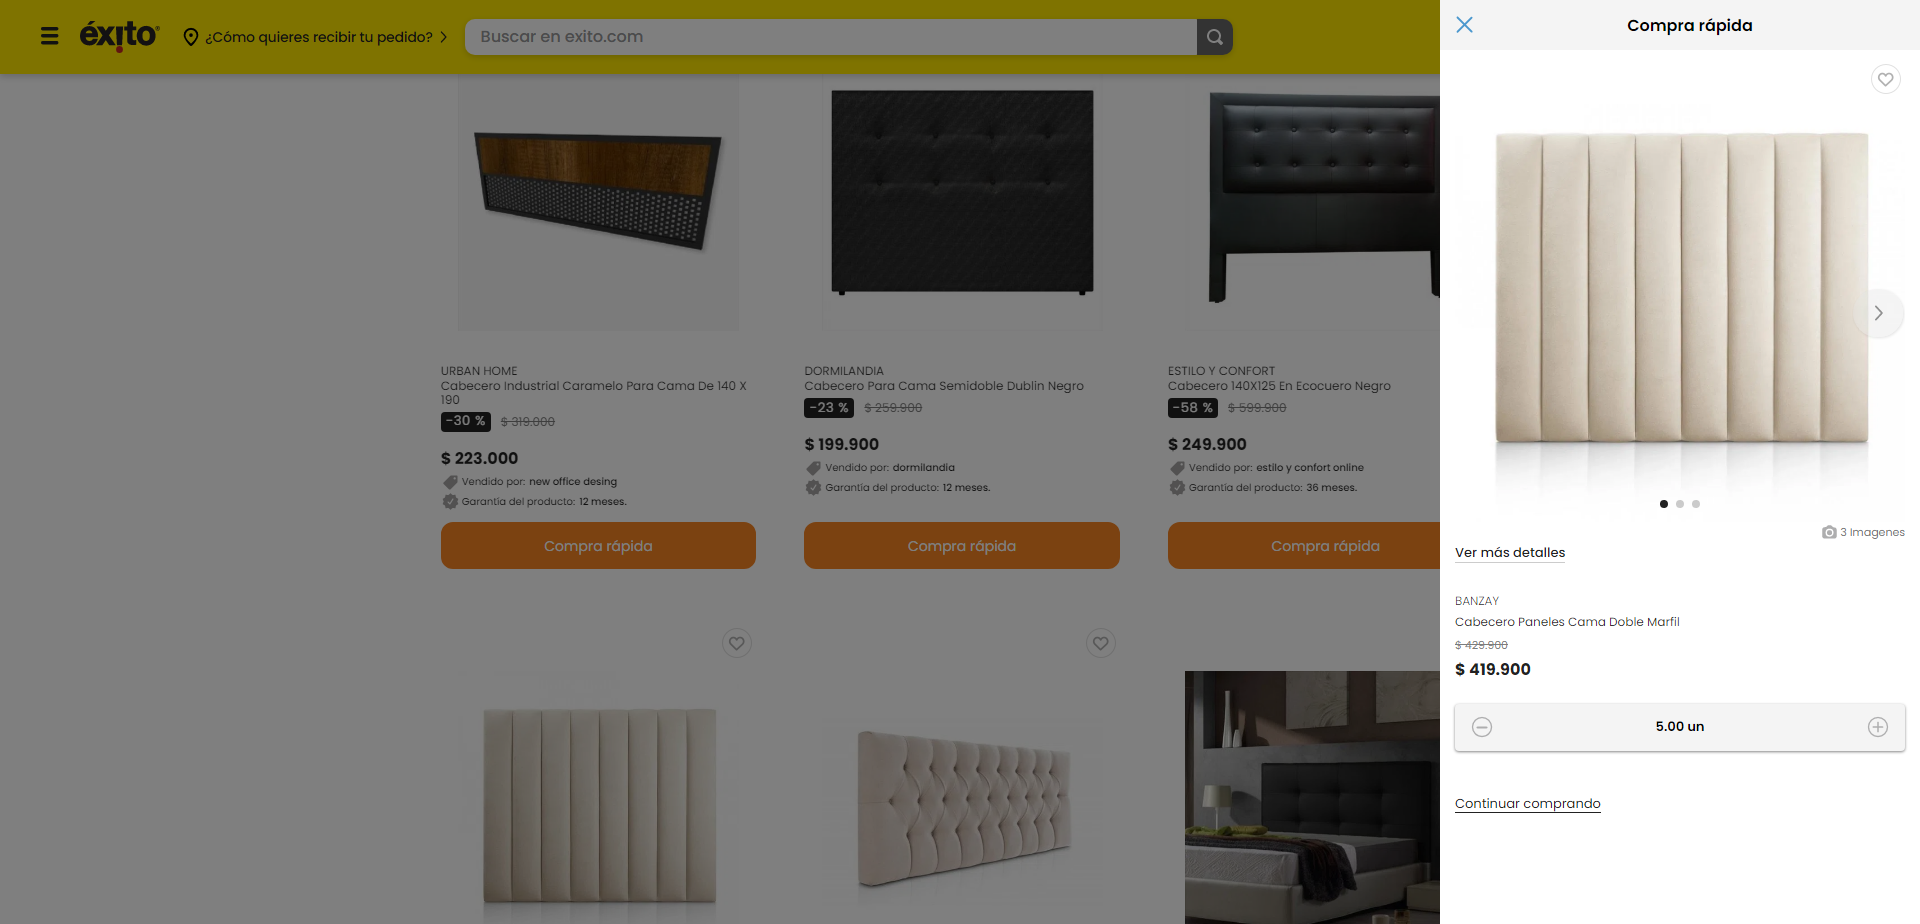 éxito
¿Cómo quieres recibir tu pedido?
Buscar en exito.com
URBAN HOME
Cabecero Industrial Caramelo Para Cama De 140 X
190
-30 % $ 319.000
$ 223.000
Vendido por: new office desing
Garantía del producto: 12 meses.
Compra rápida
DORMILANDIA
Cabecero Para Cama Semidoble Dublin Negro
-23 % $ 259.900
$ 199.900
Vendido por: dormilandia
Garantía del producto: 12 meses.
Compra rápida
ESTILO Y CONFORT
Cabecero 140X125 En Ecocuero Negro
-58 % $ 599.900
$ 249.900
Vendido por: estilo y confort online
Garantía del producto: 36 meses.
Compra rápida
Compra rápida
3 Imagenes
Ver más detalles
BANZAY
Cabecero Paneles Cama Doble Marfil
$ 429.900
$ 419.900
5.00 un
Continuar comprando